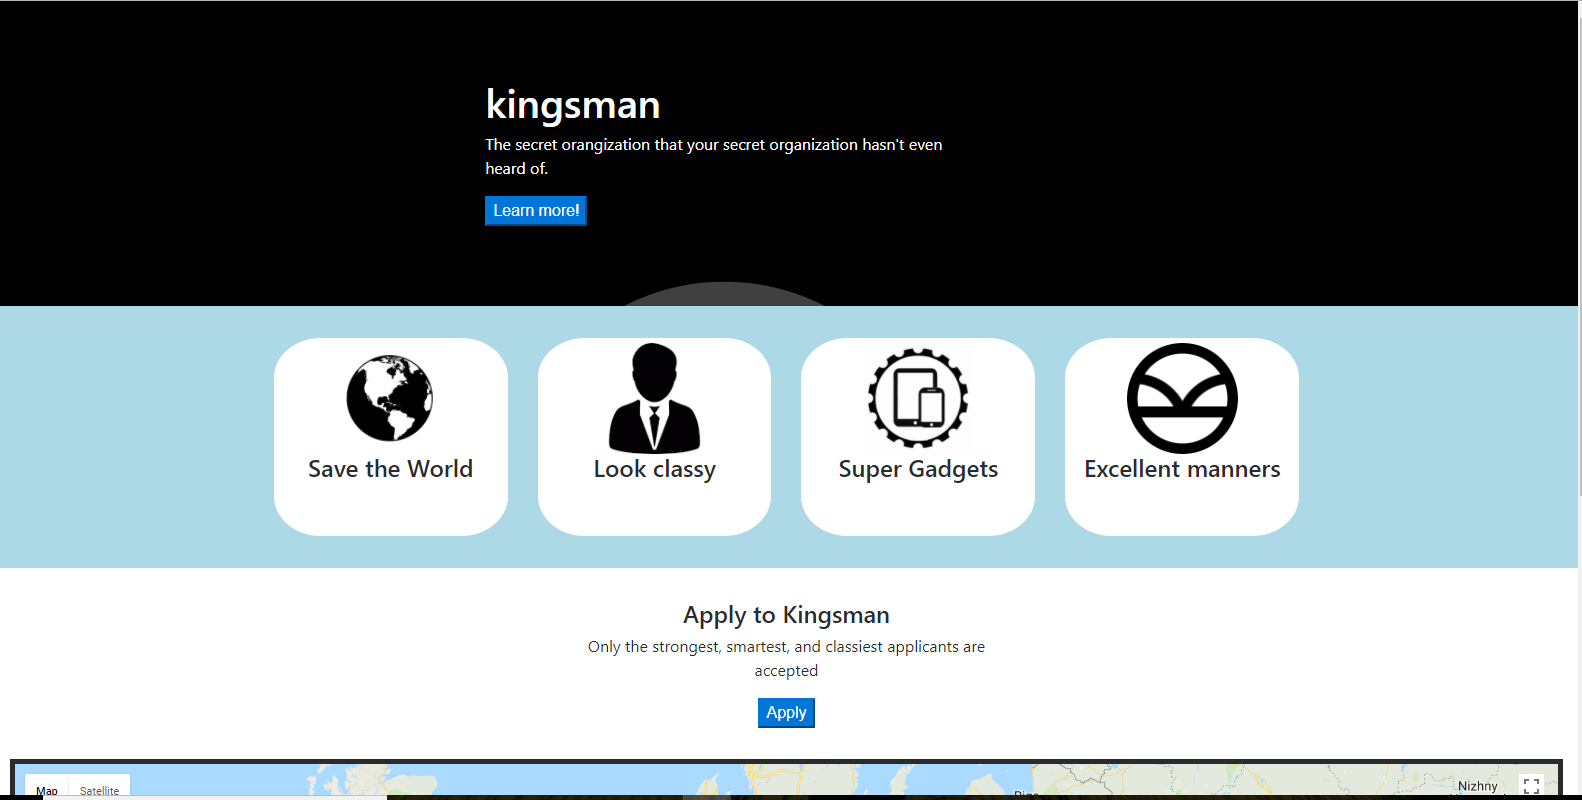 kingsman
The secret orangization that your secret organization hasn't even
heard of.
Learn more!
Save the World
Look classy
Super Gadgets
Excellent manners
Apply to Kingsman
Only the strongest, smartest, and classiest applicants are
accepted
Apply
Map
Satellite
Nizhny